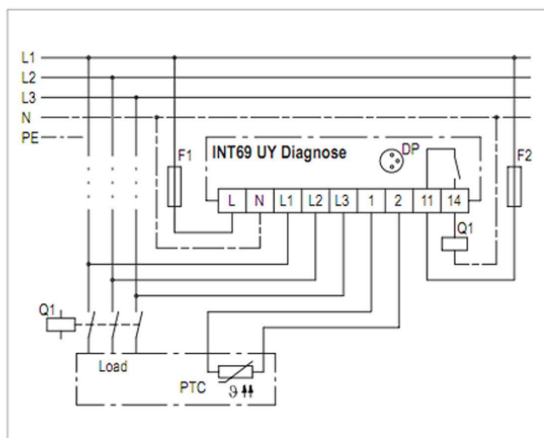 L1
L2
L3
N
PE
F1
INT69 UY Diagnose
DP
F2
L N L1 L2 L3 1 2 11 14
Q1
Q1
Load
PTC
ϑ